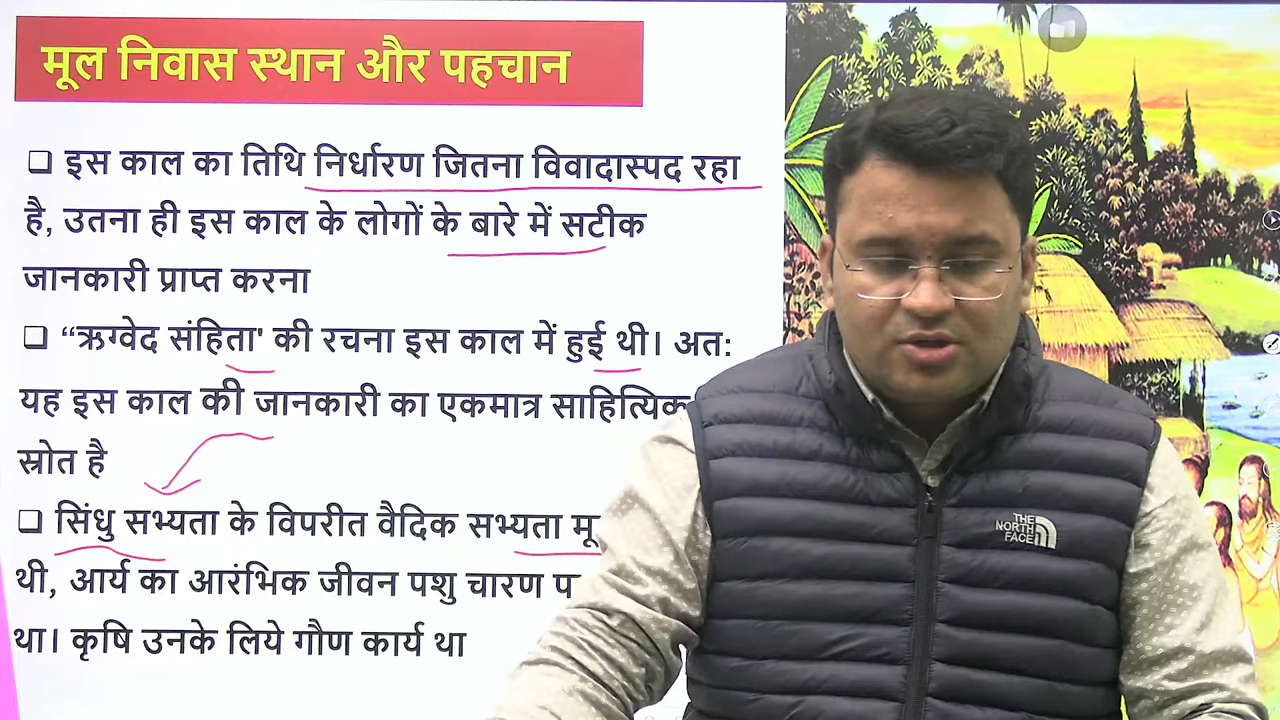 मूल निवास स्थान और पहचान
❑ इस काल का तिथि निर्धारण जितना विवादास्पद रहा
है, उतना ही इस काल के लोगों के बारे में सटीक
जानकारी प्राप्त करना
❑ “ऋग्वेद संहिता' की रचना इस काल में हुई थी। अत:
यह इस काल की जानकारी का एकमात्र साहित्यिक
स्रोत है
❑ सिंधु सभ्यता के विपरीत वैदिक सभ्यता
थी, आर्य का आरंभिक जीवन पशु चारण
था। कृषि उनके लिये गौण कार्य था
THE
NORTH
FACE